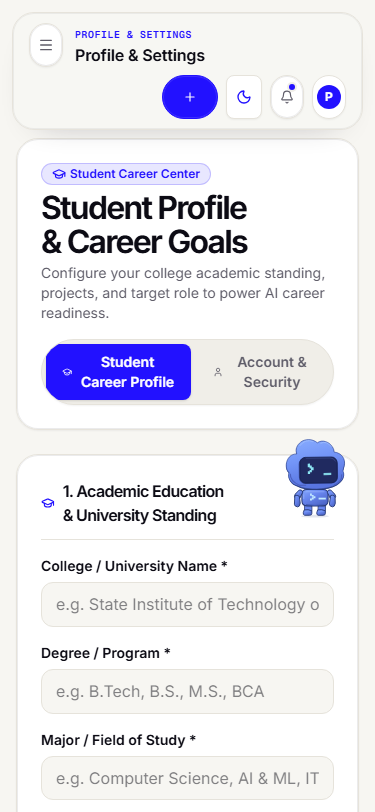 PROFILE & SETTINGS
Profile & Settings
P
Student Career Center
Student Profile
& Career Goals
Configure your college academic standing,
projects, and target role to power AI career
readiness.
Student
Career Profile
Account &
Security
1. Academic Education
& University Standing
College / University Name *
e.g. State Institute of Technology o
Degree / Program *
e.g. B.Tech, B.S., M.S., BCA
Major / Field of Study *
e.g. Computer Science, AI & ML, IT